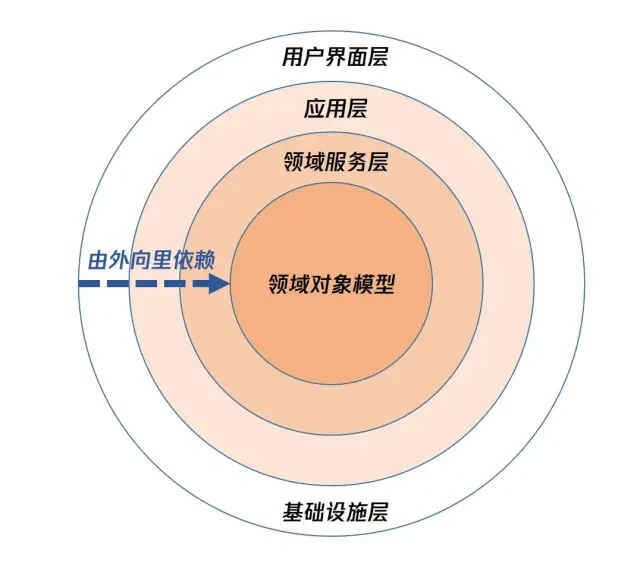 用户界面层
应用层
领域服务层
由外向里依赖
领域对象模型
基础设施层